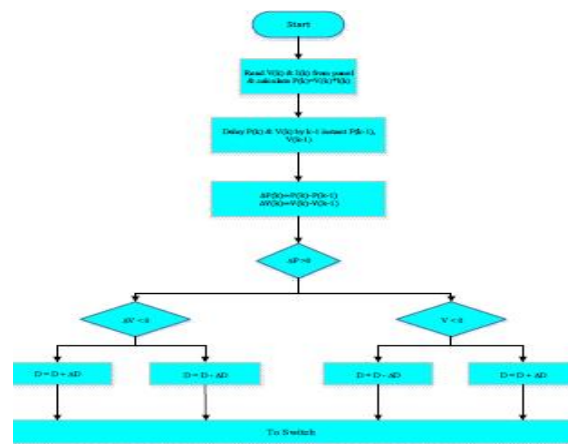 Start
Read V(k) & I(k) from panel
& calculate P(k)=V(k)*I(k)
Delay P(k) & V(k) by k-1 instant P(k-1),
V(k-1)
ΔP(k)=P(k)-P(k-1)
ΔV(k)=V(k)-V(k-1)
ΔP >0
ΔV < 0
V < 0
D = D + ΔD
D = D - ΔD
D = D - ΔD
D = D + ΔD
To Switch